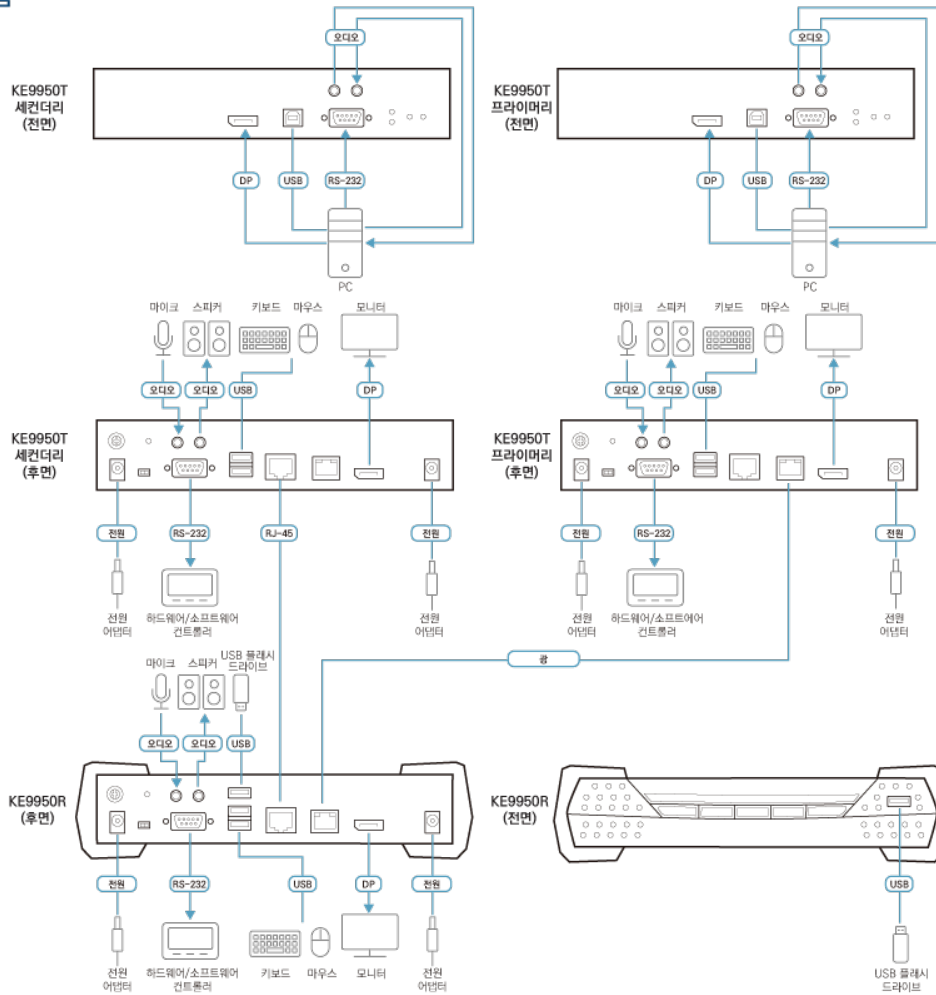 오디오
오디오
KE9950T
세컨더리
(전면)
KE9950T
프라이머리
(전면)
DP
USB
RS-232
DP
USB
RS-232
PC
PC
마이크
스피커
키보드
마우스
모니터
마이크
스피커
키보드
마우스
모니터
오디오
오디오
USB
DP
오디오
오디오
USB
DP
KE9950T
세컨더리
(후면)
KE9950T
프라이머리
(후면)
전원
RS-232
RJ-45
전원
전원
RS-232
전원
전원
어댑터
하드웨어/소프트웨어
컨트롤러
전원
어댑터
전원
어댑터
하드웨어/소프트에어
컨트롤러
전원
어댑터
광
마이크
스피커
USB 플래시
드라이브
오디오
오디오
USB
KE9950R
(후면)
KE9950R
(전면)
전원
RS-232
USB
DP
전원
USB
전원
어댑터
하드웨어/소프트웨어
컨트롤러
키보드
마우스
모니터
전원
어댑터
USB 플래시
드라이브